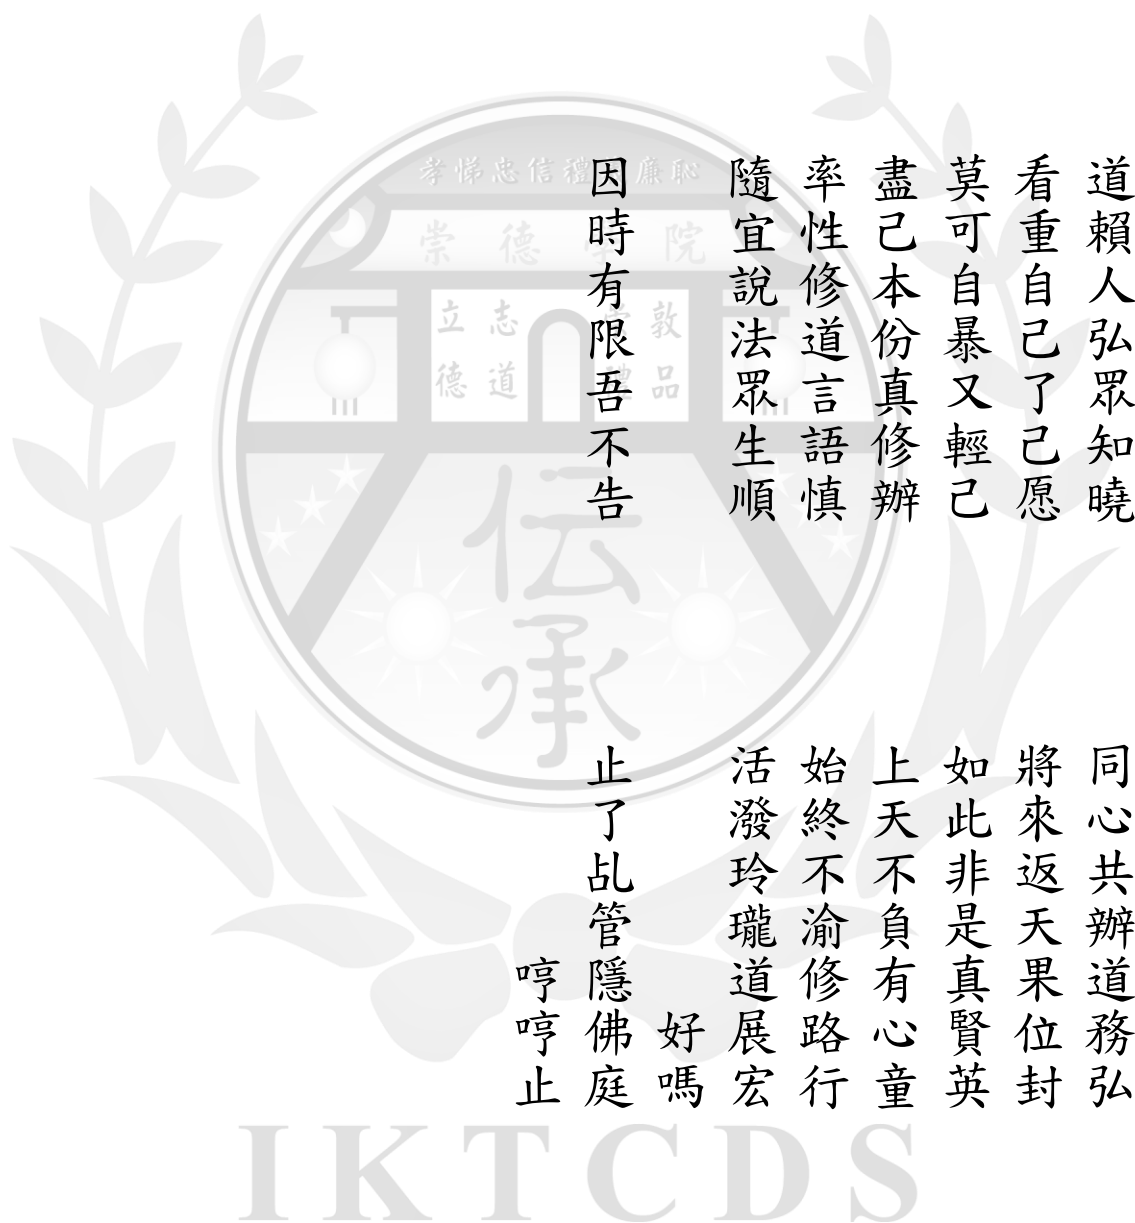 道賴人弘眾知曉　同心共辦道務弘
看重自己了己愿　將來返天果位封
莫可自暴又輕己　如此非是真賢英
盡己本份真修辦　上天不負有心童
率性修道言語慎　始終不渝修路行
隨宜說法眾生順　活潑玲瓏道展宏
好嗎
因時有限吾不告　止了乩管隱佛庭
哼哼止
孝悌忠信禮廉恥
崇德院
立志敦
德道品
伝承
IKTCDS